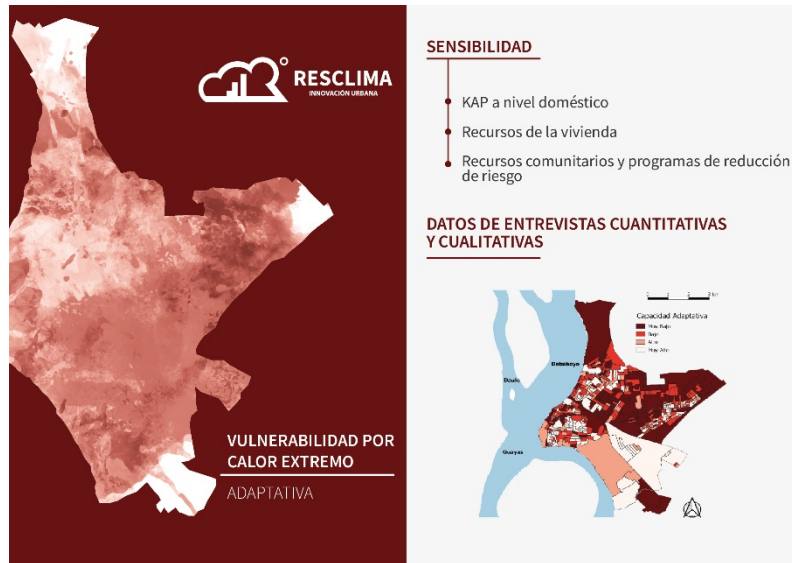 RESCLIMA
INNOVACIÓN URBANA
VULNERABILIDAD POR
CALOR EXTREMO
ADAPTATIVA
SENSIBILIDAD
KAP a nivel doméstico
Recursos de la vivienda
Recursos comunitarios y programas de reducción
de riesgo
DATOS DE ENTREVISTAS CUANTITATIVAS
Y CUALITATIVAS
Capacidad Adaptativa
Muy Bajo
Bajo
Alto
Muy Alto
Babahoyo
Daule
Guayas